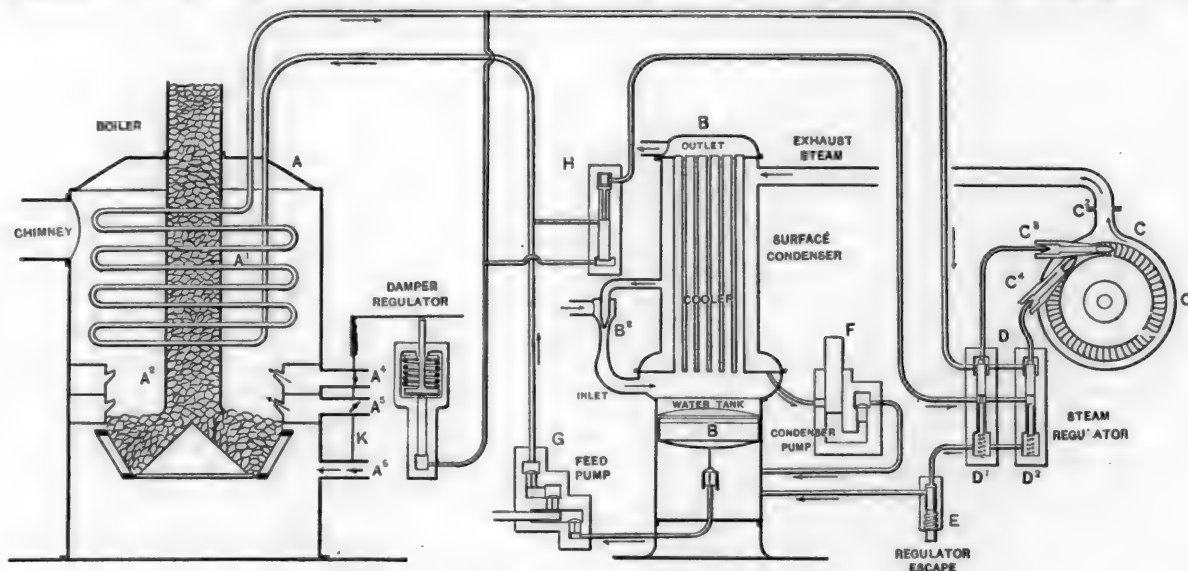 BOILER
A
CHIMNEY
A¹
A²
A⁴
A⁵
K
A⁶
DAMPER
REGULATOR
H
B
OUTLET
EXHAUST
STEAM
SURFACE
CONDENSER
COOLER
B²
INLET
WATER TANK
B
F
CONDENSER
PUMP
G
FEED
PUMP
C²
C
C³
C⁴
C
D
STEAM
REGU'ATOR
D¹
D²
E
REGULATOR
ESCAPE